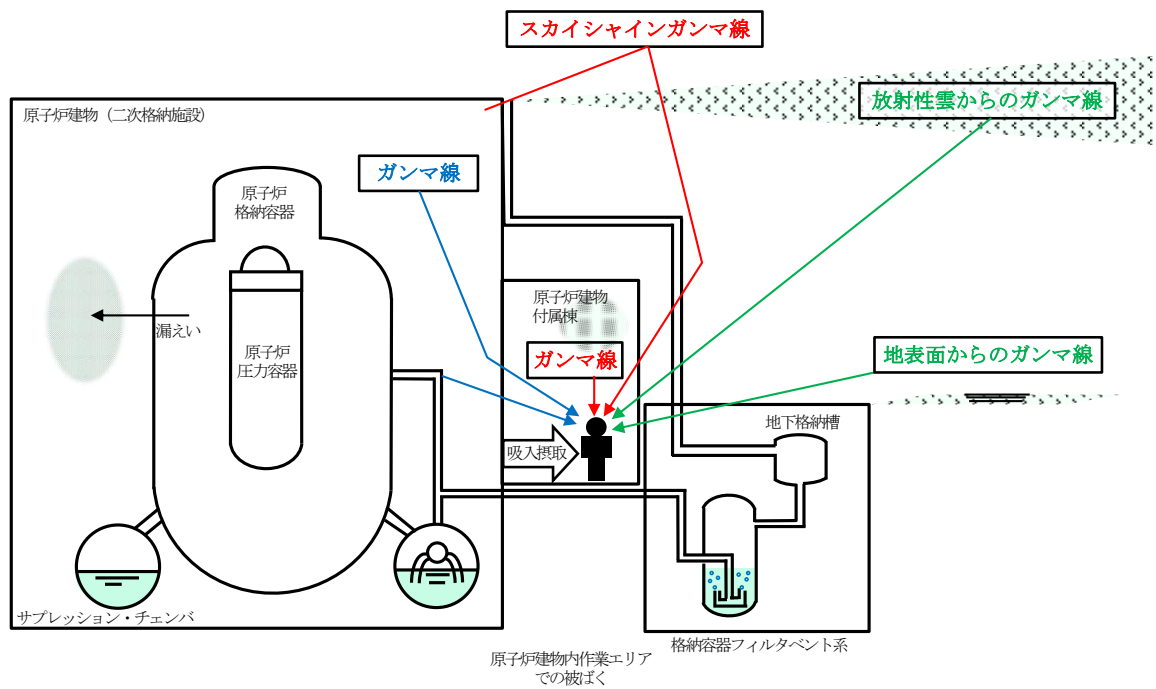 スカイシャインガンマ線
放射性雲からのガンマ線
原子炉建物（二次格納施設）
ガンマ線
原子炉
格納容器
原子炉建物
付属棟
漏えい
原子炉
圧力容器
ガンマ線
地表面からのガンマ線
地下格納槽
吸入摂取
サプレッション・チェンバ
格納容器フィルタベント系
原子炉建物内作業エリア
での被ばく